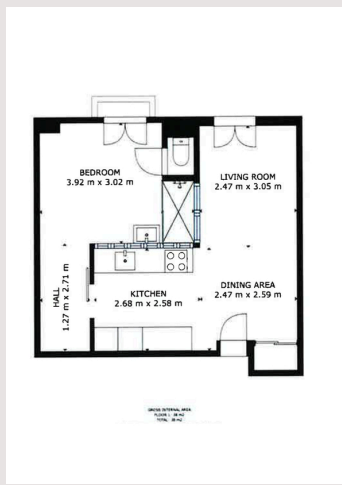 BEDROOM
3.92 m x 3.02 m
LIVING ROOM
2.47 m x 3.05 m
HALL
1.27 m x 2.71 m
KITCHEN
2.68 m x 2.58 m
DINING AREA
2.47 m x 2.59 m
GROSS INTERNAL AREA